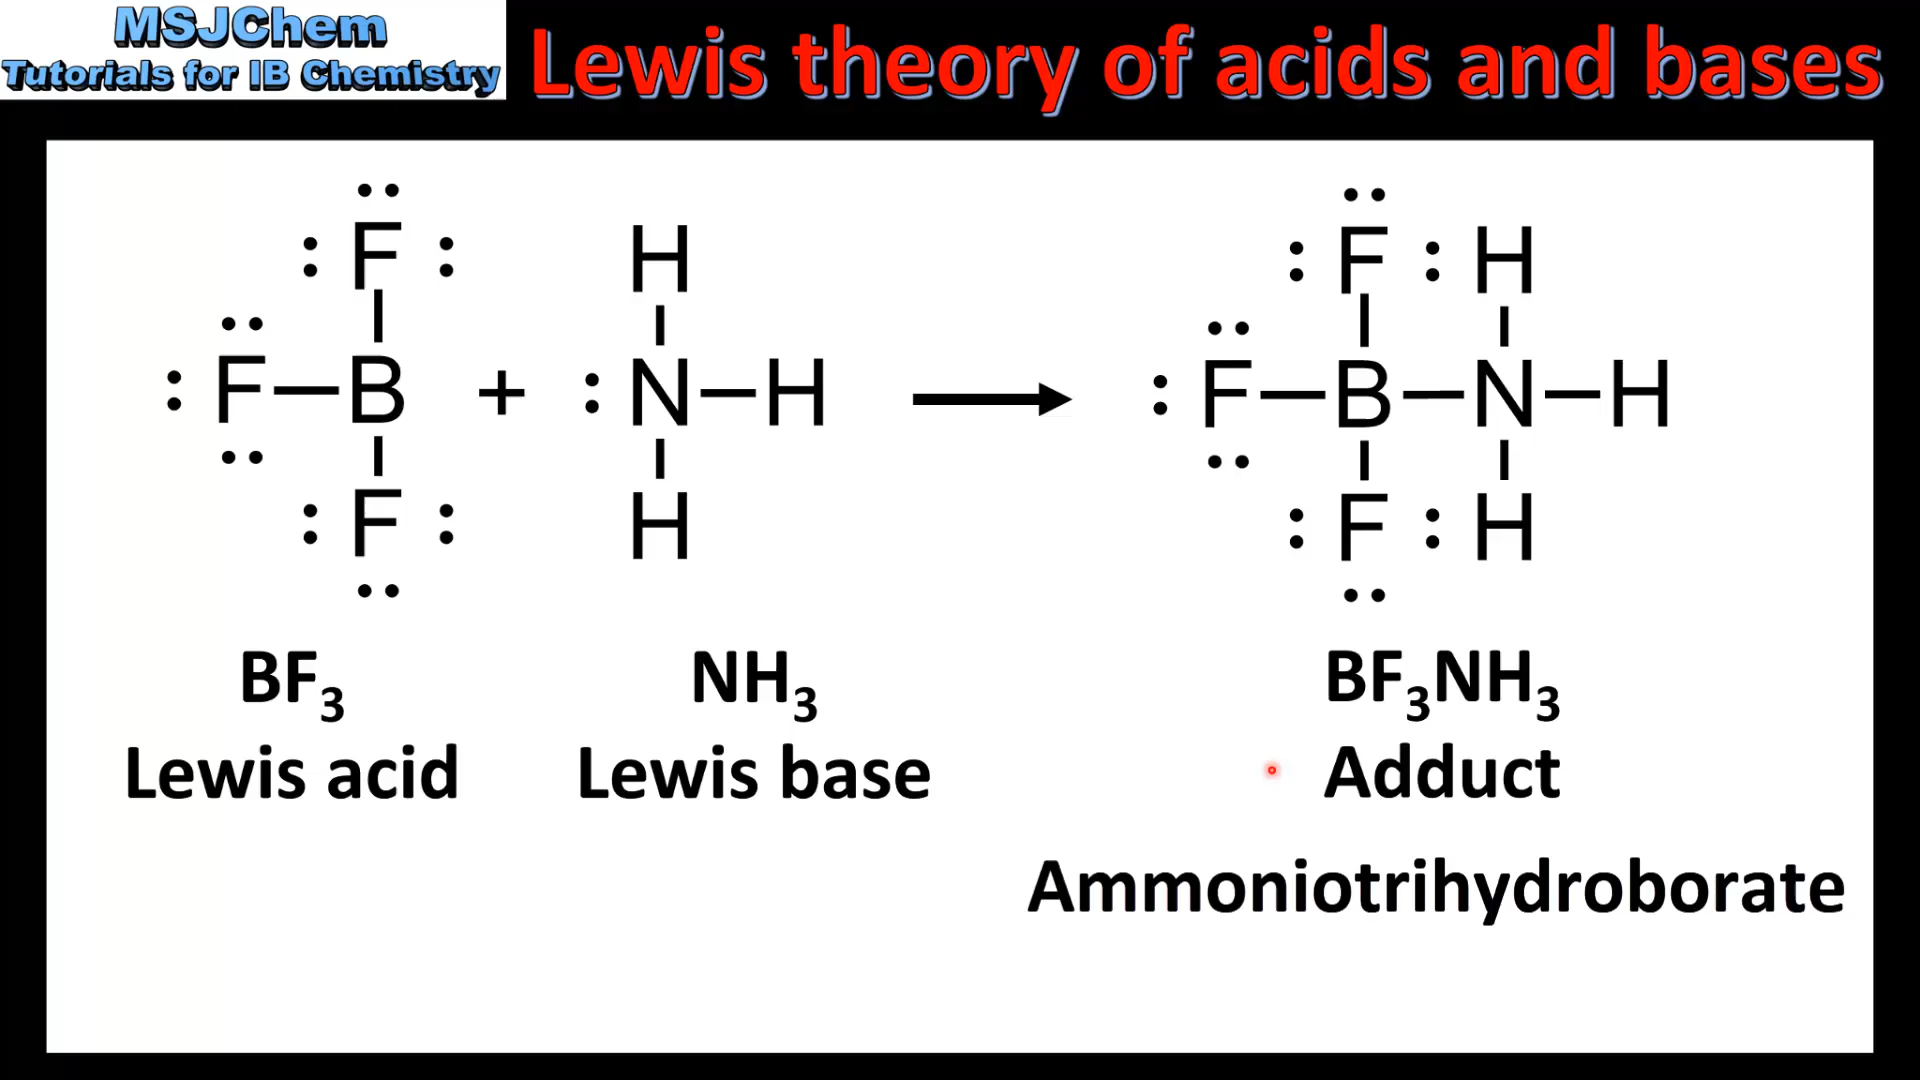 MSJChem
Tutorials for IB Chemistry
Lewis theory of acids and bases
F H F H
F B + N H F B N H
F H F H
BF₃ NH₃ BF₃NH₃
Lewis acid Lewis base Adduct
Ammoniotrihydroborate